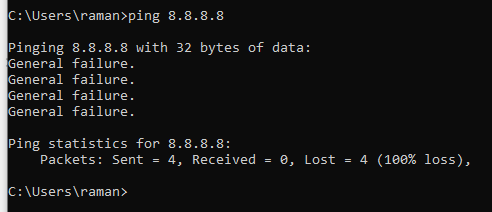 C:\Users\raman>ping 8.8.8.8
Pinging 8.8.8.8 with 32 bytes of data:
General failure.
General failure.
General failure.
General failure.
Ping statistics for 8.8.8.8:
    Packets: Sent = 4, Received = 0, Lost = 4 (100% loss),
C:\Users\raman>